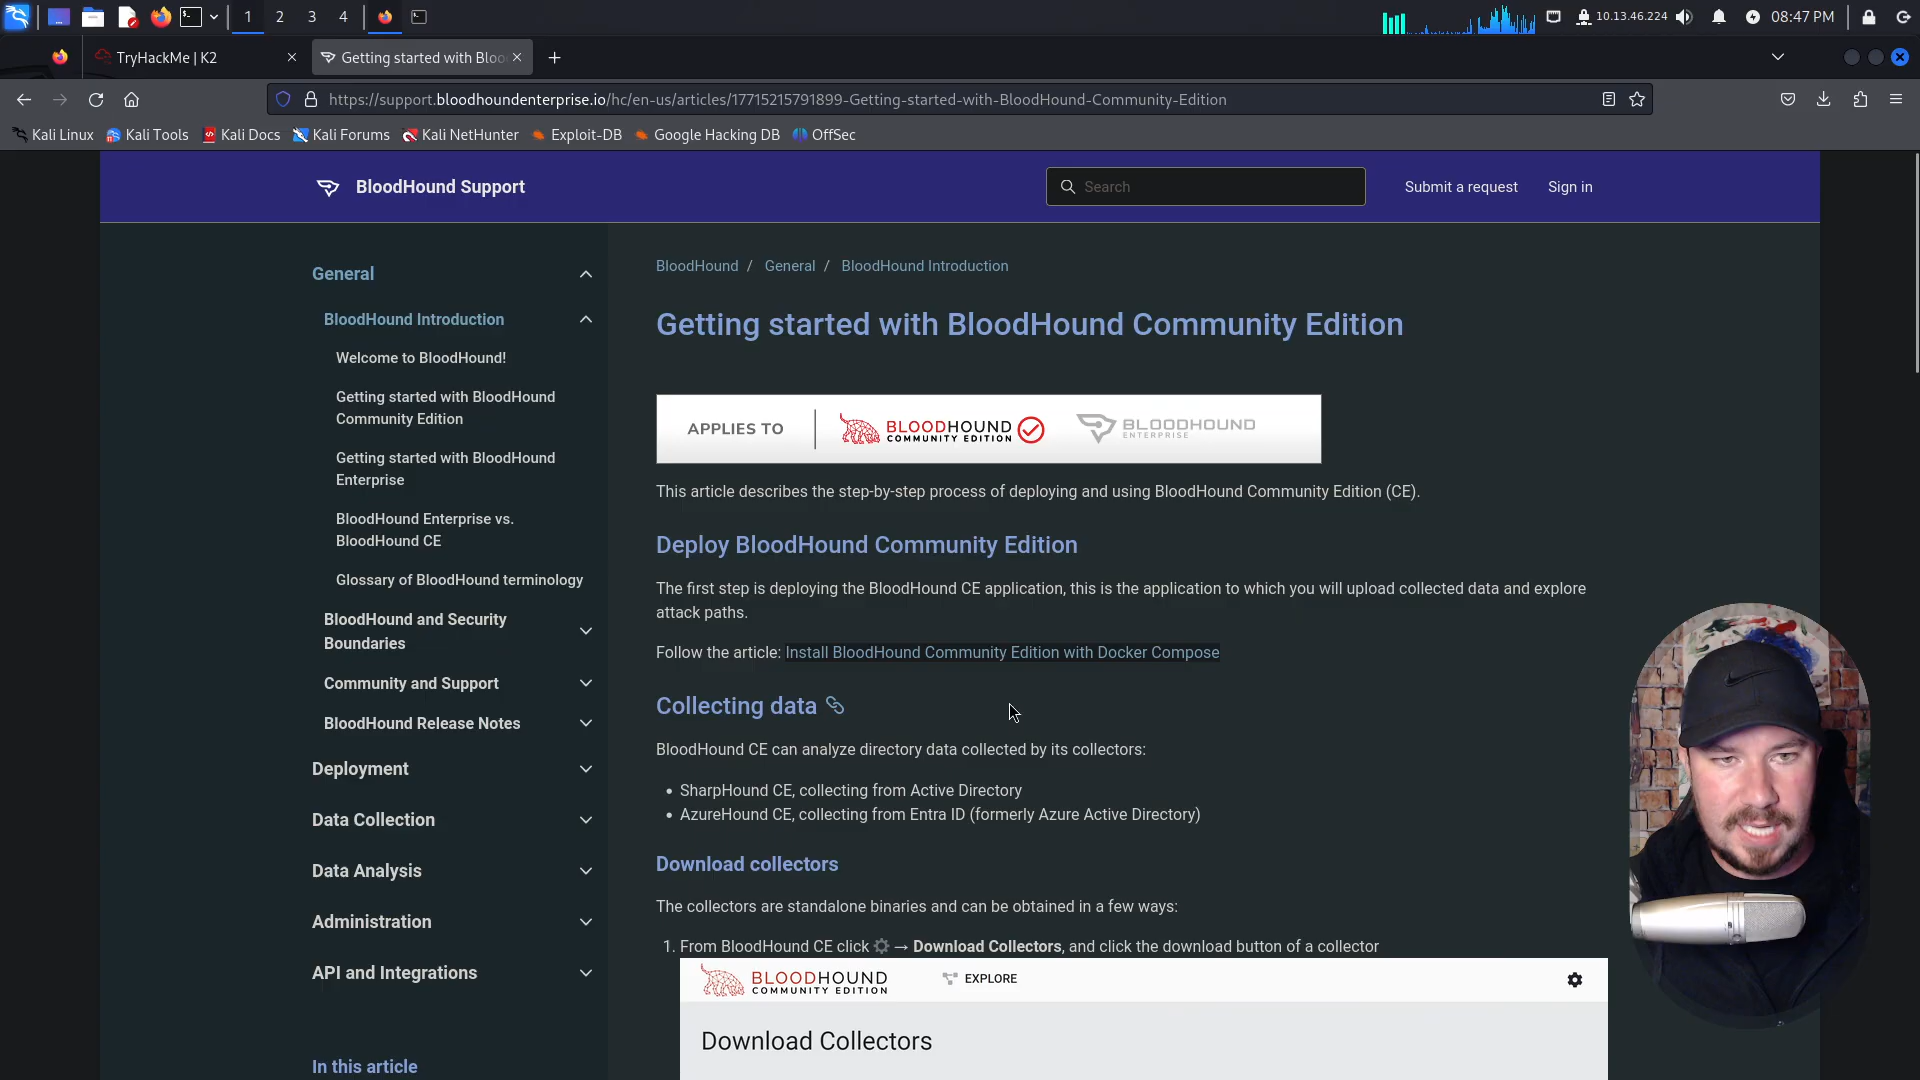 1 2 3 4
10.13.46.224 08:47 PM
TryHackMe | K2
Getting started with Bloo
https://support.bloodhoundenterprise.io/hc/en-us/articles/17715215791899-Getting-started-with-BloodHound-Community-Edition
Kali Linux Kali Tools Kali Docs Kali Forums Kali NetHunter Exploit-DB Google Hacking DB OffSec
BloodHound Support
Search
Submit a request Sign in
General
BloodHound Introduction
Welcome to BloodHound!
Getting started with BloodHound
Community Edition
Getting started with BloodHound
Enterprise
BloodHound Enterprise vs.
BloodHound CE
Glossary of BloodHound terminology
BloodHound and Security
Boundaries
Community and Support
BloodHound Release Notes
Deployment
Data Collection
Data Analysis
Administration
API and Integrations
In this article
BloodHound / General / BloodHound Introduction
Getting started with BloodHound Community Edition
APPLIES TO
BLOODHOUND
COMMUNITY EDITION
BLOODHOUND
ENTERPRISE
This article describes the step-by-step process of deploying and using BloodHound Community Edition (CE).
Deploy BloodHound Community Edition
The first step is deploying the BloodHound CE application, this is the application to which you will upload collected data and explore
attack paths.
Follow the article: Install BloodHound Community Edition with Docker Compose
Collecting data
BloodHound CE can analyze directory data collected by its collectors:
• SharpHound CE, collecting from Active Directory
• AzureHound CE, collecting from Entra ID (formerly Azure Active Directory)
Download collectors
The collectors are standalone binaries and can be obtained in a few ways:
1. From BloodHound CE click → Download Collectors, and click the download button of a collector
BLOODHOUND
COMMUNITY EDITION
EXPLORE
Download Collectors